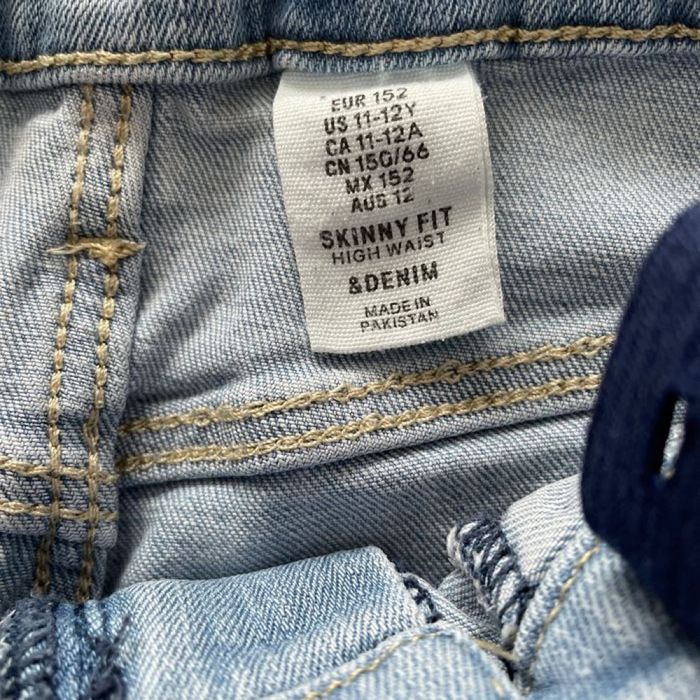 EUR 152
US 11-12Y
CA 11-12A
CN 150/66
MX 152
AUS 12
SKINNY FIT
HIGH WAIST
&DENIM
MADE IN
PAKISTAN